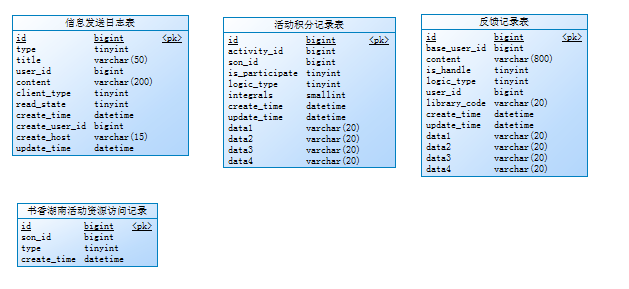 信息发送日志表
id bigint <pk>
type tinyint
title varchar(50)
user_id bigint
content varchar(200)
client_type tinyint
read_state tinyint
create_time datetime
create_user_id bigint
create_host varchar(15)
update_time datetime
活动积分记录表
id bigint <pk>
activity_id bigint
son_id bigint
is_participate tinyint
logic_type tinyint
integrals smallint
create_time datetime
update_time datetime
data1 varchar(20)
data2 varchar(20)
data3 varchar(20)
data4 varchar(20)
反馈记录表
id bigint <pk>
base_user_id bigint
content varchar(800)
is_handle tinyint
logic_type tinyint
user_id bigint
library_code varchar(20)
create_time datetime
update_time datetime
data1 varchar(20)
data2 varchar(20)
data3 varchar(20)
data4 varchar(20)
书香湖南活动资源访问记录
id bigint <pk>
son_id bigint
type tinyint
create_time datetime